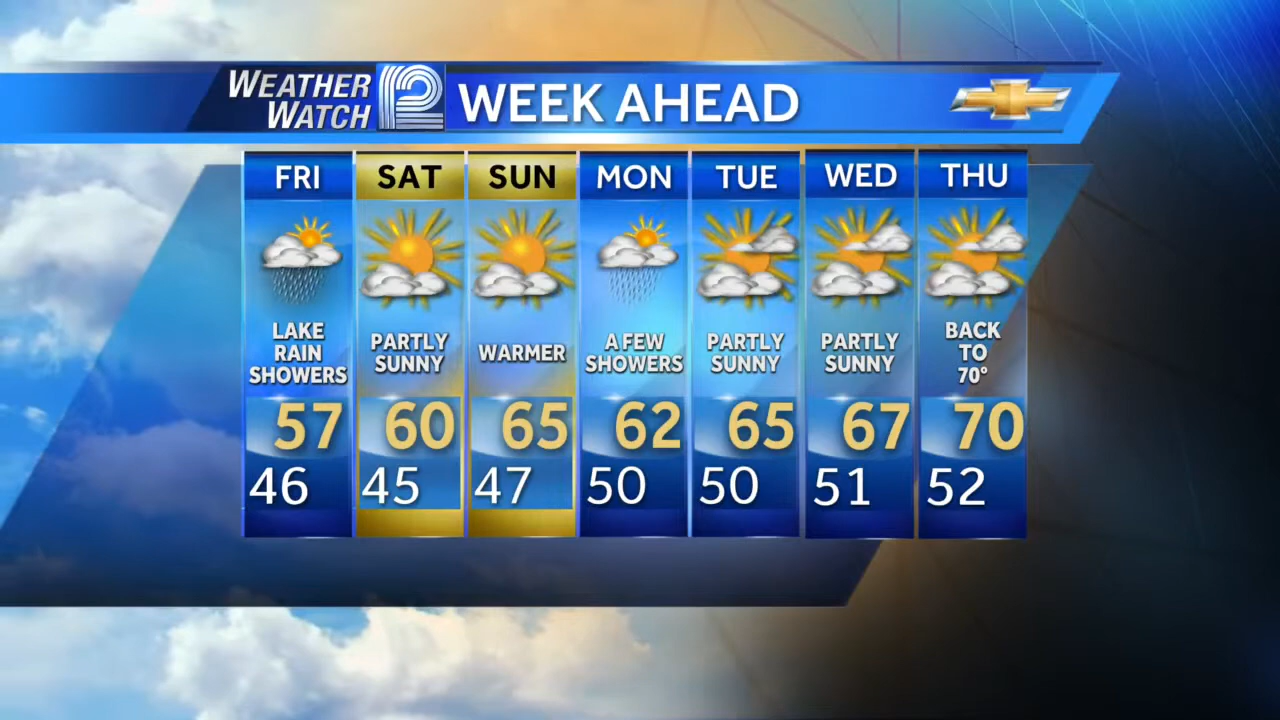 WEATHER
WATCH
12
WEEK AHEAD
FRI
LAKE
RAIN
SHOWERS
57
46
SAT
PARTLY
SUNNY
60
45
SUN
WARMER
65
47
MON
A FEW
SHOWERS
62
50
TUE
PARTLY
SUNNY
65
50
WED
PARTLY
SUNNY
67
51
THU
BACK
TO
70°
70
52